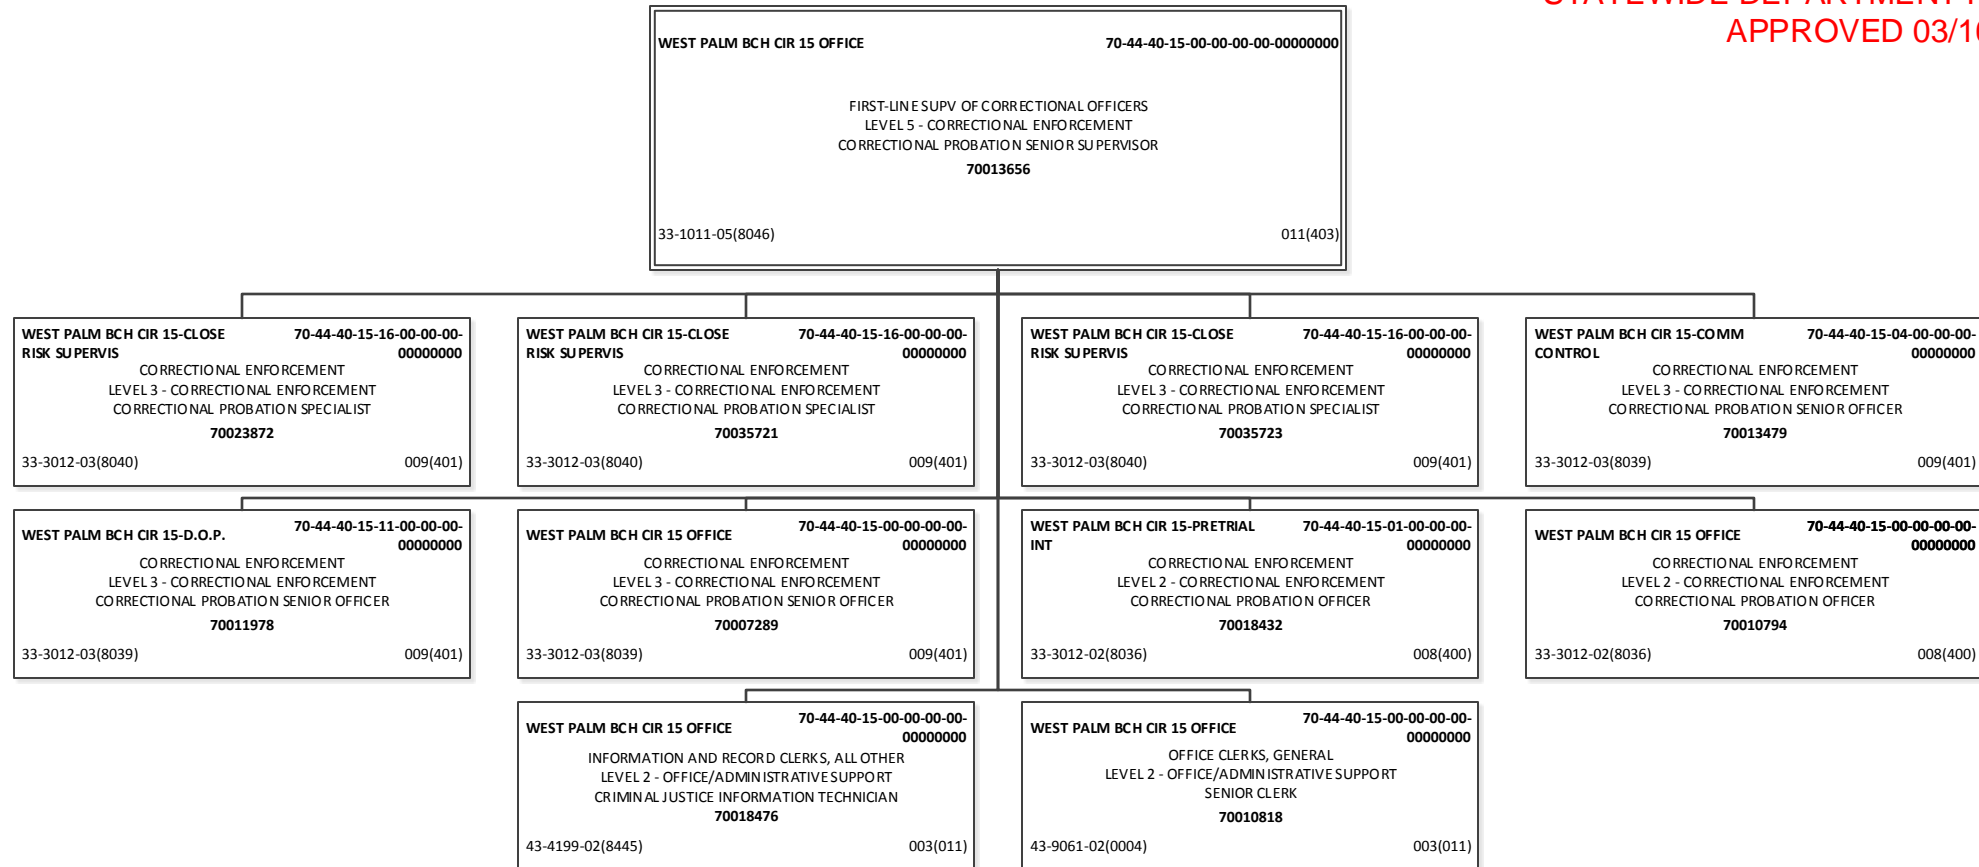 STATEWIDE DEPARTMENT
APPROVED 03/16
WEST PALM BCH CIR 15 OFFICE 70-44-40-15-00-00-00-00-00000000
FIRST-LINE SUPV OF CORRECTIONAL OFFICERS
LEVEL 5 - CORRECTIONAL ENFORCEMENT
CORRECTIONAL PROBATION SENIOR SUPERVISOR
70013656
33-1011-05(8046) 011(403)
WEST PALM BCH CIR 15-CLOSE 70-44-40-15-16-00-00-00-
RISK SUPERVIS 00000000
CORRECTIONAL ENFORCEMENT
LEVEL 3 - CORRECTIONAL ENFORCEMENT
CORRECTIONAL PROBATION SPECIALIST
70023872
33-3012-03(8040) 009(401)
WEST PALM BCH CIR 15-CLOSE 70-44-40-15-16-00-00-00-
RISK SUPERVIS 00000000
CORRECTIONAL ENFORCEMENT
LEVEL 3 - CORRECTIONAL ENFORCEMENT
CORRECTIONAL PROBATION SPECIALIST
70035721
33-3012-03(8040) 009(401)
WEST PALM BCH CIR 15-CLOSE 70-44-40-15-16-00-00-00-
RISK SUPERVIS 00000000
CORRECTIONAL ENFORCEMENT
LEVEL 3 - CORRECTIONAL ENFORCEMENT
CORRECTIONAL PROBATION SPECIALIST
70035723
33-3012-03(8040) 009(401)
WEST PALM BCH CIR 15-COMM 70-44-40-15-04-00-00-00-
CONTROL 00000000
CORRECTIONAL ENFORCEMENT
LEVEL 3 - CORRECTIONAL ENFORCEMENT
CORRECTIONAL PROBATION SENIOR OFFICER
70013479
33-3012-03(8039) 009(401)
WEST PALM BCH CIR 15-D.O.P. 70-44-40-15-11-00-00-00-
00000000
CORRECTIONAL ENFORCEMENT
LEVEL 3 - CORRECTIONAL ENFORCEMENT
CORRECTIONAL PROBATION SENIOR OFFICER
70011978
33-3012-03(8039) 009(401)
WEST PALM BCH CIR 15 OFFICE 70-44-40-15-00-00-00-00-
00000000
CORRECTIONAL ENFORCEMENT
LEVEL 3 - CORRECTIONAL ENFORCEMENT
CORRECTIONAL PROBATION SENIOR OFFICER
70007289
33-3012-03(8039) 009(401)
WEST PALM BCH CIR 15-PRETRIAL 70-44-40-15-01-00-00-00-
INT 00000000
CORRECTIONAL ENFORCEMENT
LEVEL 2 - CORRECTIONAL ENFORCEMENT
CORRECTIONAL PROBATION OFFICER
70018432
33-3012-02(8036) 008(400)
WEST PALM BCH CIR 15 OFFICE 70-44-40-15-00-00-00-00-
00000000
CORRECTIONAL ENFORCEMENT
LEVEL 2 - CORRECTIONAL ENFORCEMENT
CORRECTIONAL PROBATION OFFICER
70010794
33-3012-02(8036) 008(400)
WEST PALM BCH CIR 15 OFFICE 70-44-40-15-00-00-00-00-
00000000
INFORMATION AND RECORD CLERKS, ALL OTHER
LEVEL 2 - OFFICE/ADMINISTRATIVE SUPPORT
CRIMINAL JUSTICE INFORMATION TECHNICIAN
70018476
43-4199-02(8445) 003(011)
WEST PALM BCH CIR 15 OFFICE 70-44-40-15-00-00-00-00-
00000000
OFFICE CLERKS, GENERAL
LEVEL 2 - OFFICE/ADMINISTRATIVE SUPPORT
SENIOR CLERK
70010818
43-9061-02(0004) 003(011)